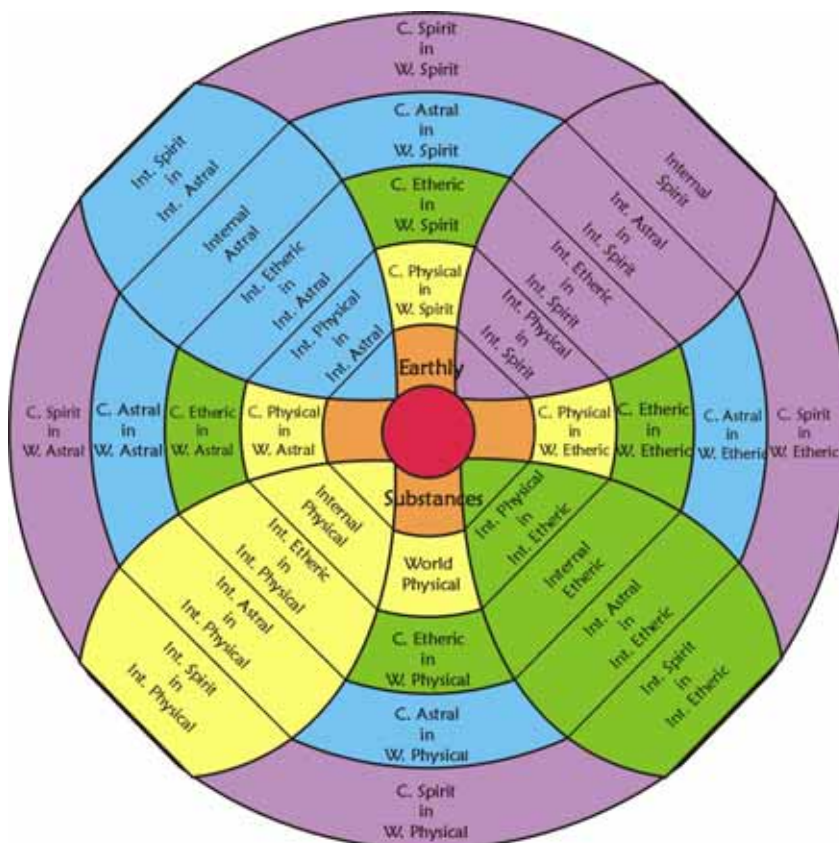 C. Spirit
in
W. Spirit
C. Astral
in
W. Spirit
C. Etheric
in
W. Spirit
C. Physical
in
W. Spirit
Int. Spirit
in
Int. Astral
Internal
Astral
Int. Etheric
in
Int. Astral
Int. Physical
in
Int. Astral
Internal
Spirit
Int. Astral
in
Int. Spirit
Int. Etheric
in
Int. Spirit
Int. Physical
in
Int. Spirit
Earthly
C. Spirit
in
W. Astral
C. Astral
in
W. Astral
C. Etheric
in
W. Astral
C. Physical
in
W. Astral
C. Physical
in
W. Etheric
C. Etheric
in
W. Etheric
C. Astral
in
W. Etheric
C. Spirit
in
W. Etheric
Substances
Internal
Physical
Int. Etheric
in
Int. Physical
Int. Astral
in
Int. Physical
Int. Spirit
in
Int. Physical
Int. Physical
in
Int. Etheric
Internal
Etheric
Int. Astral
in
Int. Etheric
Int. Spirit
in
Int. Etheric
World
Physical
C. Etheric
in
W. Physical
C. Astral
in
W. Physical
C. Spirit
in
W. Physical